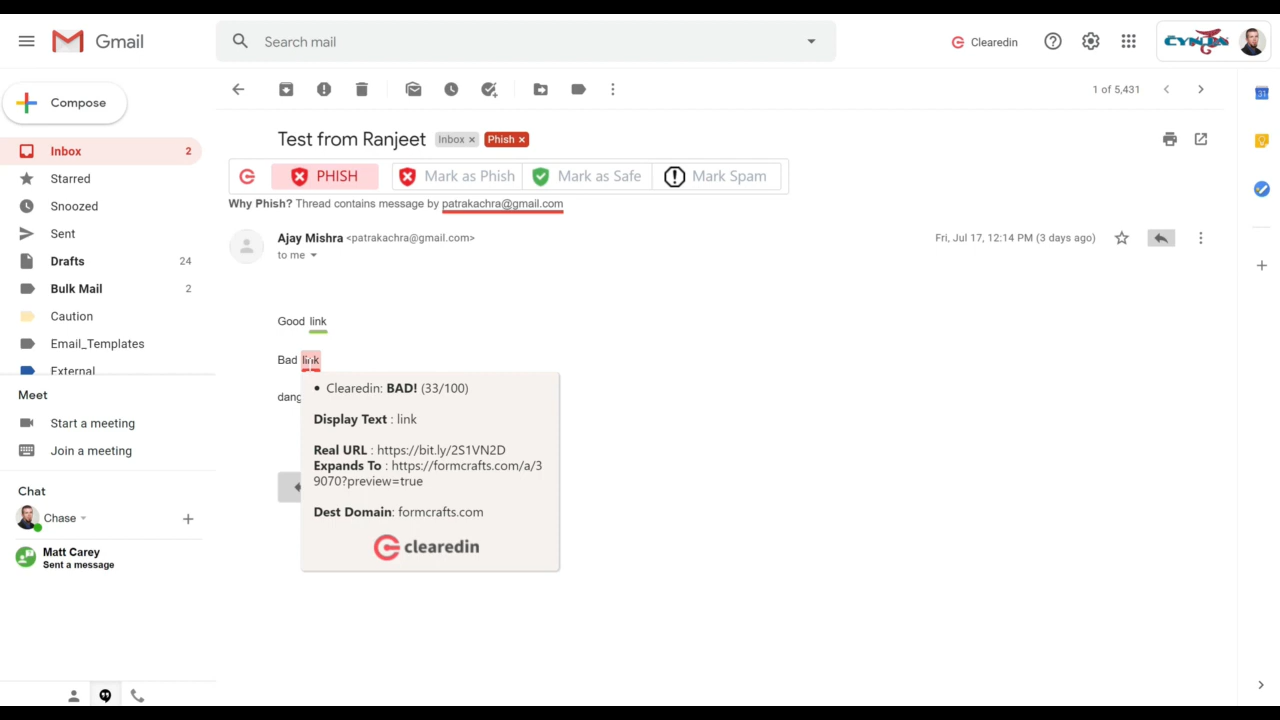 Gmail
Search mail
Clearedin
Compose
1 of 5,431
31
Inbox 2
Starred
Snoozed
Sent
Drafts 24
Bulk Mail 2
Caution
Email_Templates
External
Meet
Start a meeting
Join a meeting
Chat
Chase
Matt Carey
Sent a message
Test from Ranjeet Inbox × Phish ×
PHISH Mark as Phish Mark as Safe Mark Spam
Why Phish? Thread contains message by patrakachra@gmail.com
Ajay Mishra <patrakachra@gmail.com> Fri, Jul 17, 12:14 PM (3 days ago)
to me
Good link
Bad link
dang
• Clearedin: BAD! (33/100)
Display Text : link
Real URL : https://bit.ly/2S1VN2D
Expands To : https://formcrafts.com/a/3
9070?preview=true
Dest Domain: formcrafts.com
clearedin